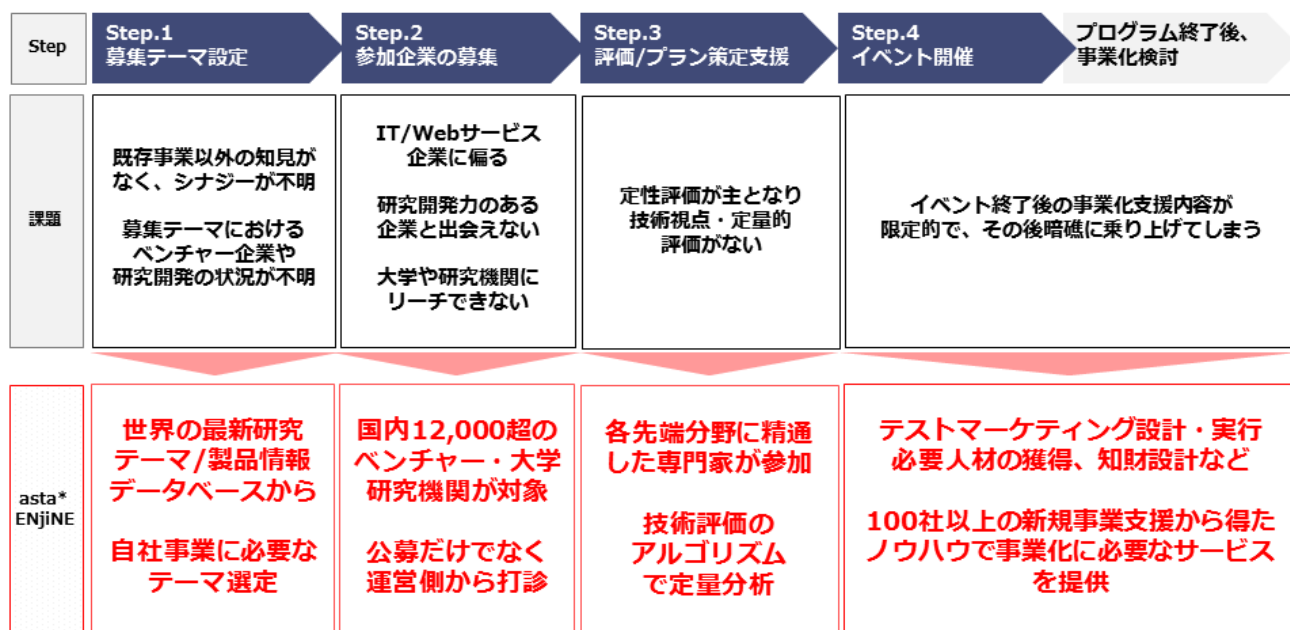 Step
Step.1
募集テーマ設定
Step.2
参加企業の募集
Step.3
評価/プラン策定支援
Step.4
イベント開催
プログラム終了後、
事業化検討
課題
既存事業以外の知見が
なく、シナジーが不明
募集テーマにおける
ベンチャー企業や
研究開発の状況が不明
IT/Webサービス
企業に偏る
研究開発力のある
企業と出会えない
大学や研究機関に
リーチできない
定性評価が主となり
技術視点・定量的
評価がない
イベント終了後の事業化支援内容が
限定的で、その後暗礁に乗り上げてしまう
asta*
ENjiNE
世界の最新研究
テーマ/製品情報
データベースから
自社事業に必要な
テーマ選定
国内12,000超の
ベンチャー・大学
研究機関が対象
公募だけでなく
運営側から打診
各先端分野に精通
した専門家が参加
技術評価の
アルゴリズム
で定量分析
テストマーケティング設計・実行
必要人材の獲得、知財設計など
100社以上の新規事業支援から得た
ノウハウで事業化に必要なサービス
を提供